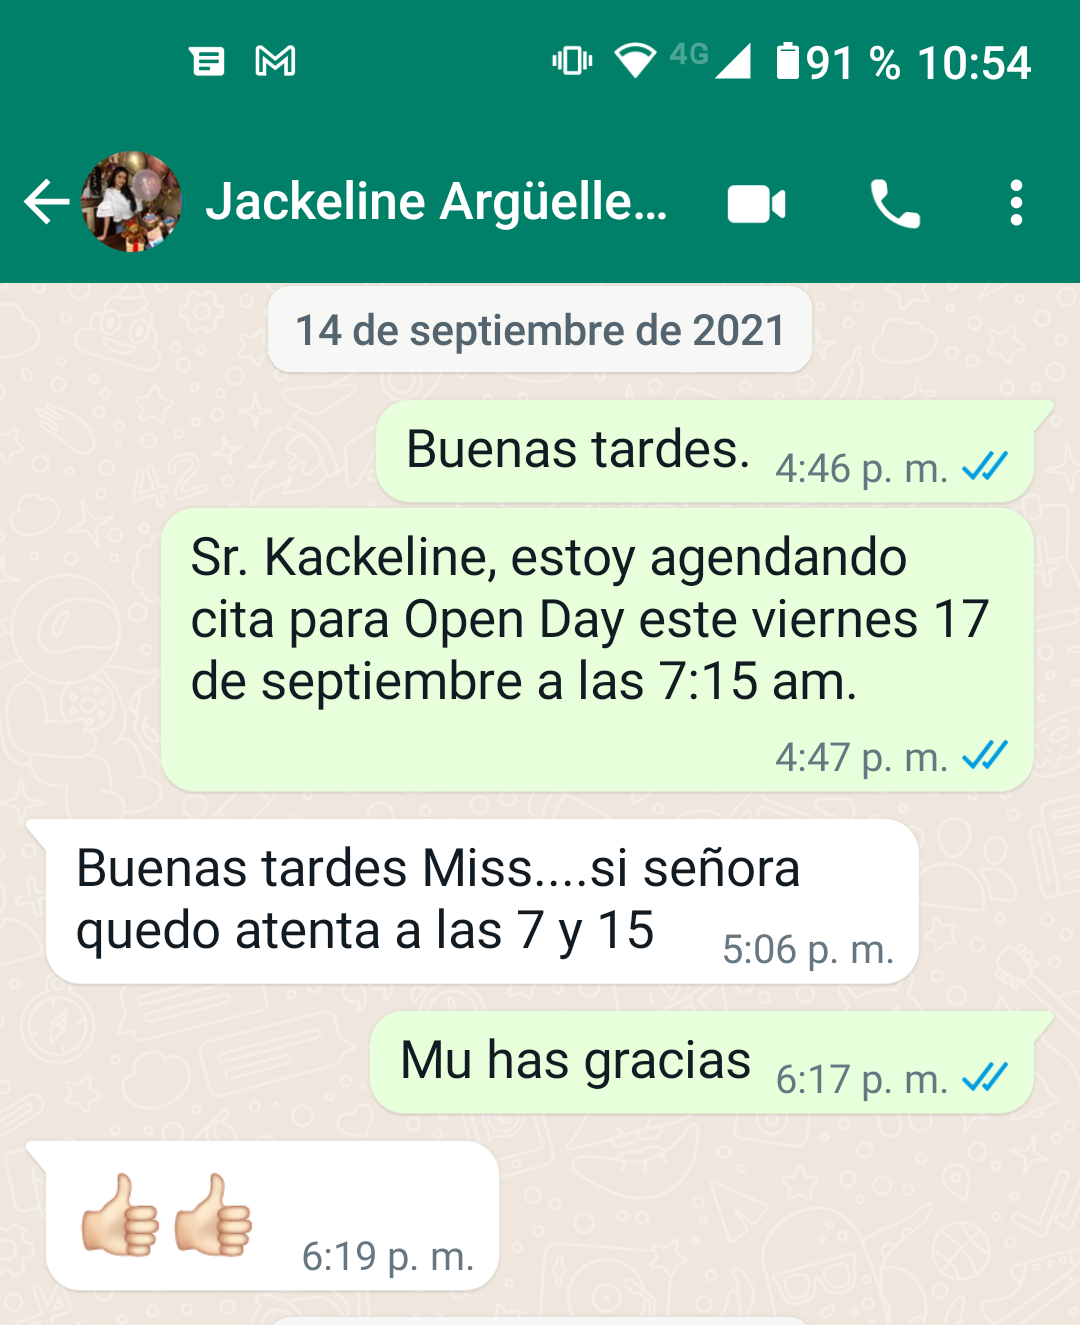 4G 91 % 10:54
Jackeline Argüelle...
14 de septiembre de 2021
Buenas tardes. 4:46 p. m.
Sr. Kackeline, estoy agendando
cita para Open Day este viernes 17
de septiembre a las 7:15 am.
4:47 p. m.
Buenas tardes Miss....si señora
quedo atenta a las 7 y 15 5:06 p. m.
Mu has gracias 6:17 p. m.
👍🏻👍🏻 6:19 p. m.